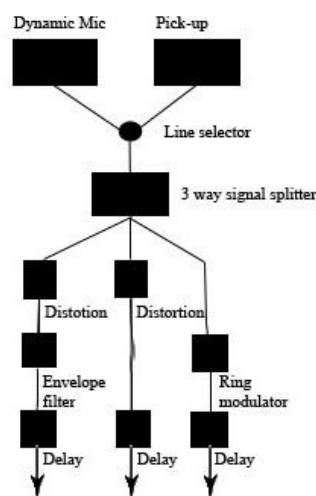 Dynamic Mic
Pick-up
Line selector
3 way signal splitter
Distotion
Distortion
Envelope
filter
Ring
modulator
Delay
Delay
Delay